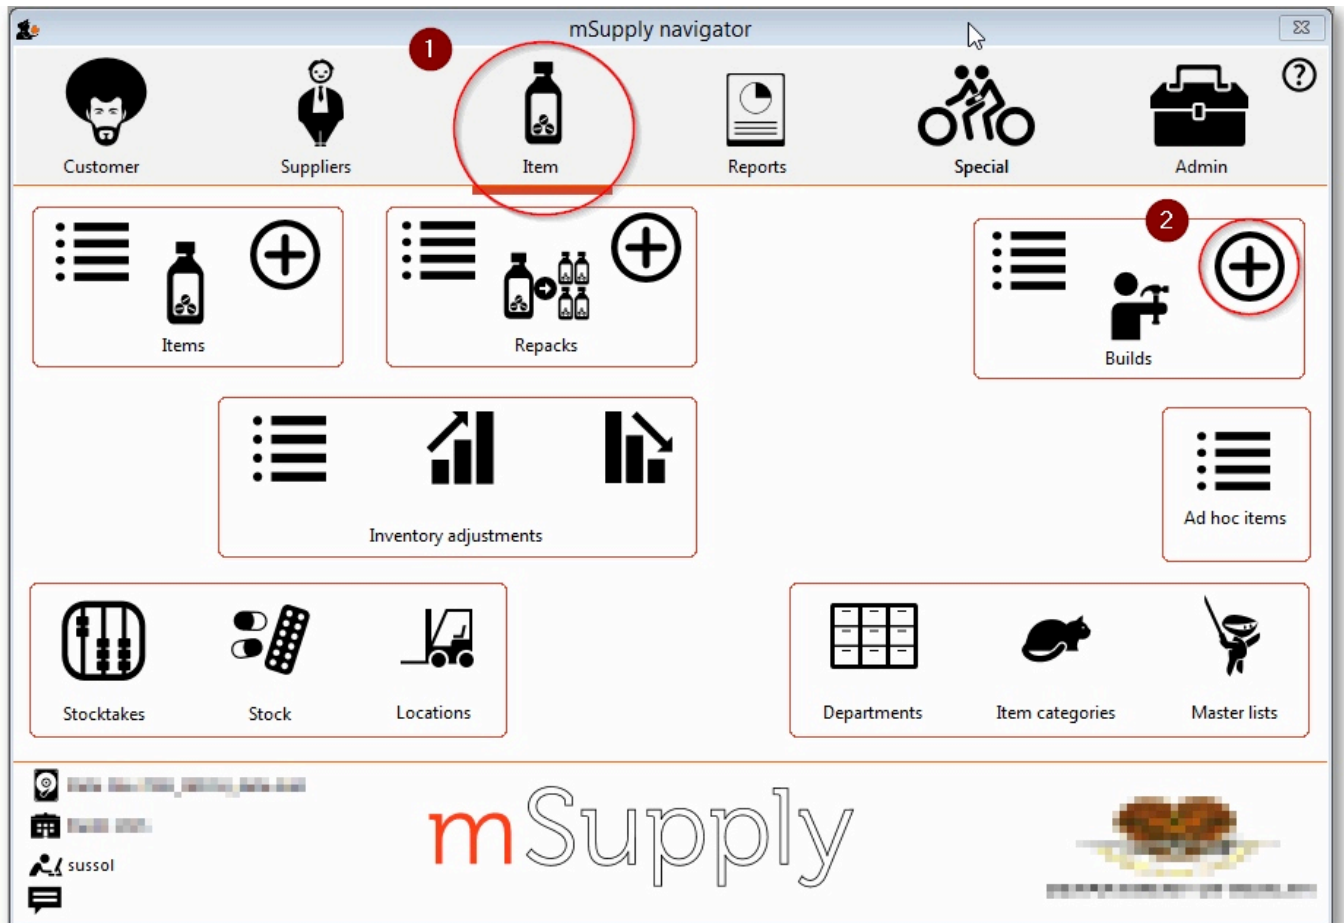 mSupply navigator
1
Customer
Suppliers
Item
Reports
Special
Admin
?
2
Items
Repacks
Builds
Inventory adjustments
Ad hoc items
Stocktakes
Stock
Locations
Departments
Item categories
Master lists
sussol
mSupply